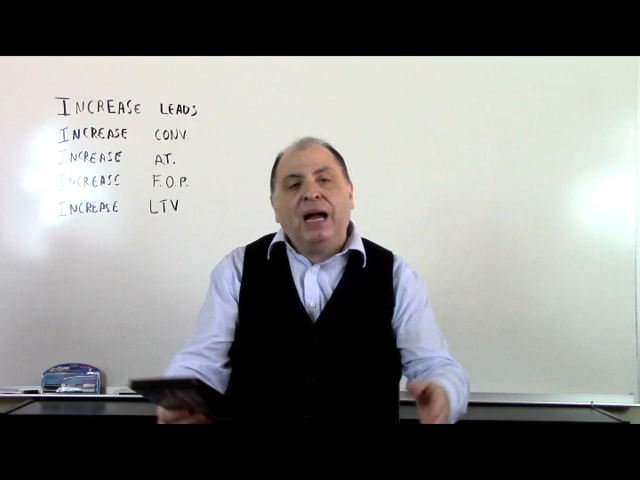 INCREASE LEADS
INCREASE CONV.
INCREASE AT.
INCREASE F.O.P.
INCREASE LTV